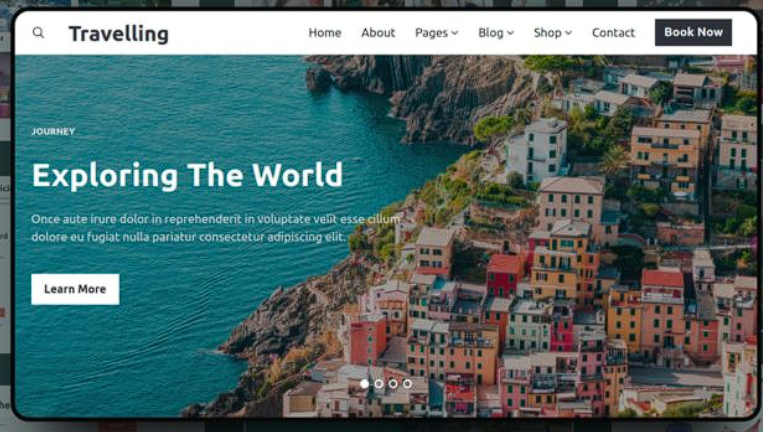 Travelling
Home About Pages Blog Shop Contact Book Now
JOURNEY
Exploring The World
Once aute irure dolor in reprehenderit in voluptate velit esse cillum
dolore eu fugiat nulla pariatur consectetur adipiscing elit.
Learn More